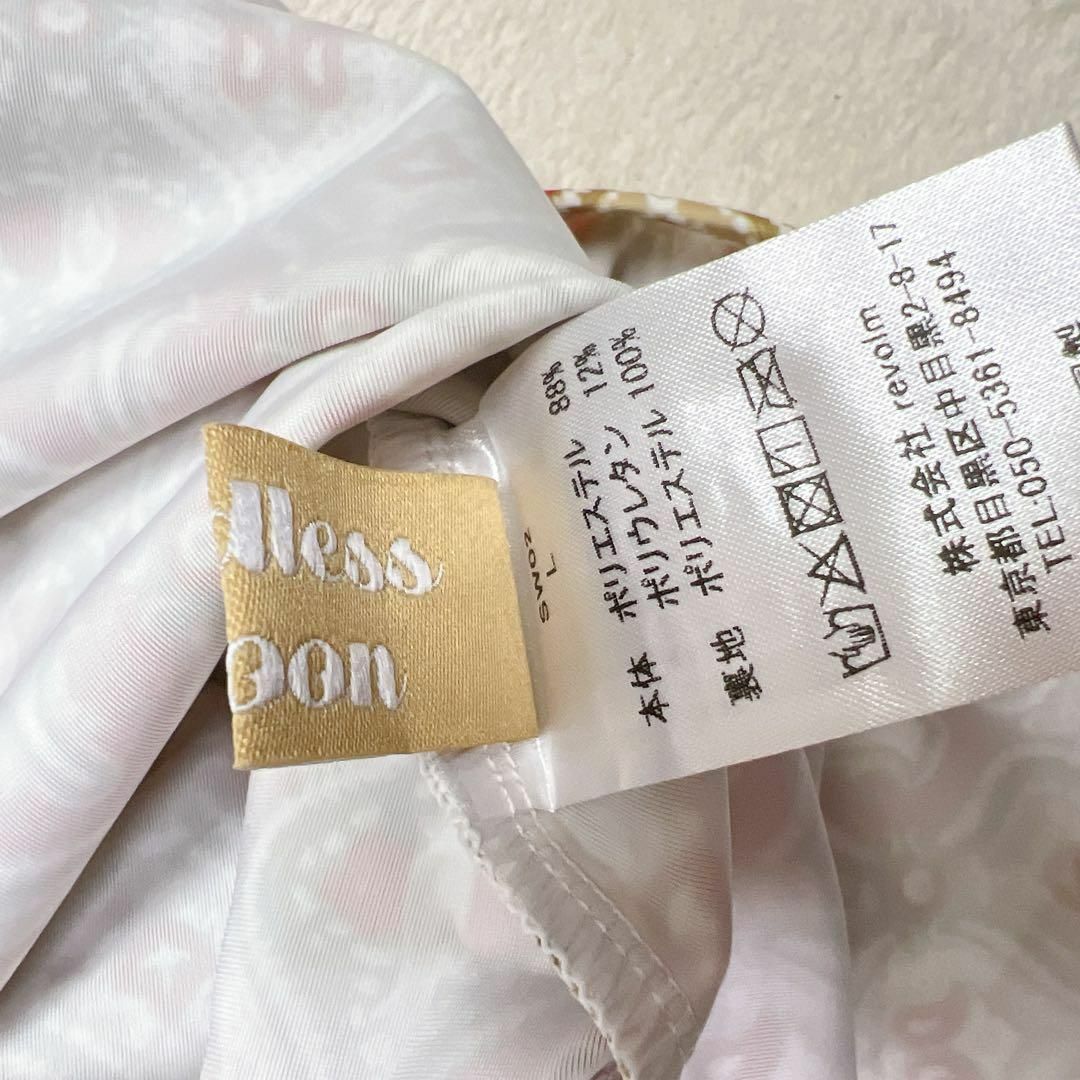 lless
oon
SW02
L
本体 ポリエステル 88%
ポリウレタン 12%
裏地 ポリエステル 100%
株式会社 revolm
東京都目黒区中目黒2-8-17
TEL 050-5361-8494